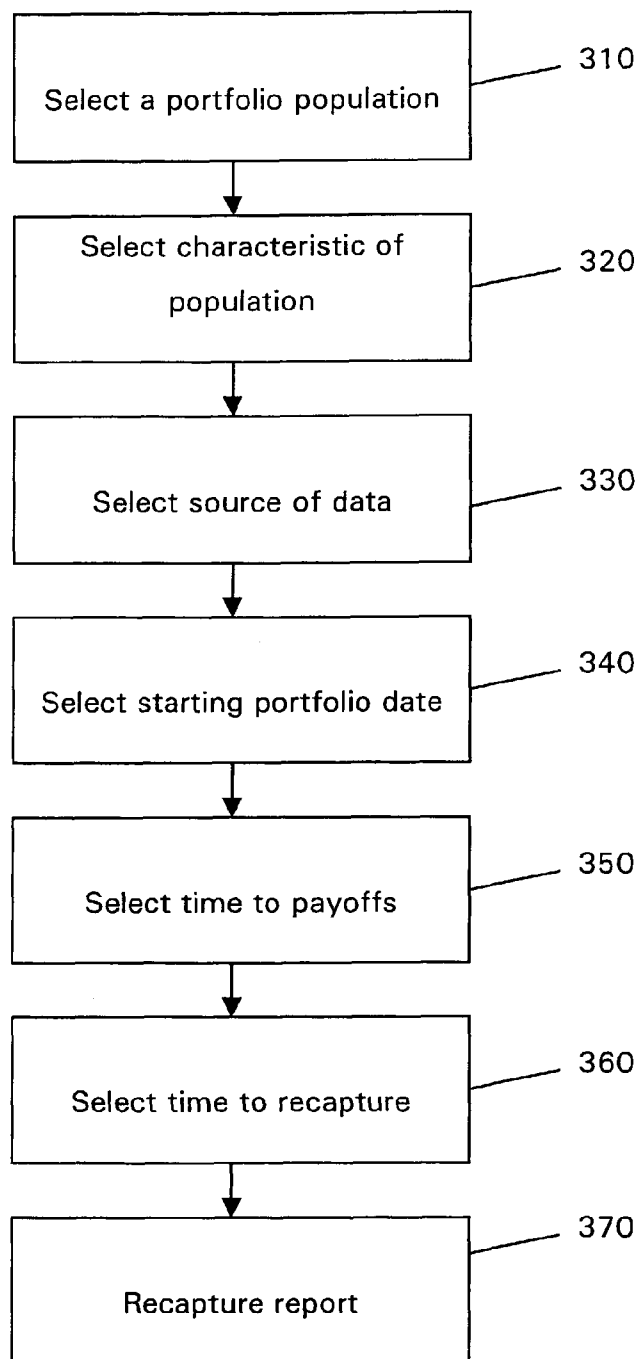 310
Select a portfolio population
320
Select characteristic of
population
330
Select source of data
340
Select starting portfolio date
350
Select time to payoffs
360
Select time to recapture
370
Recapture report